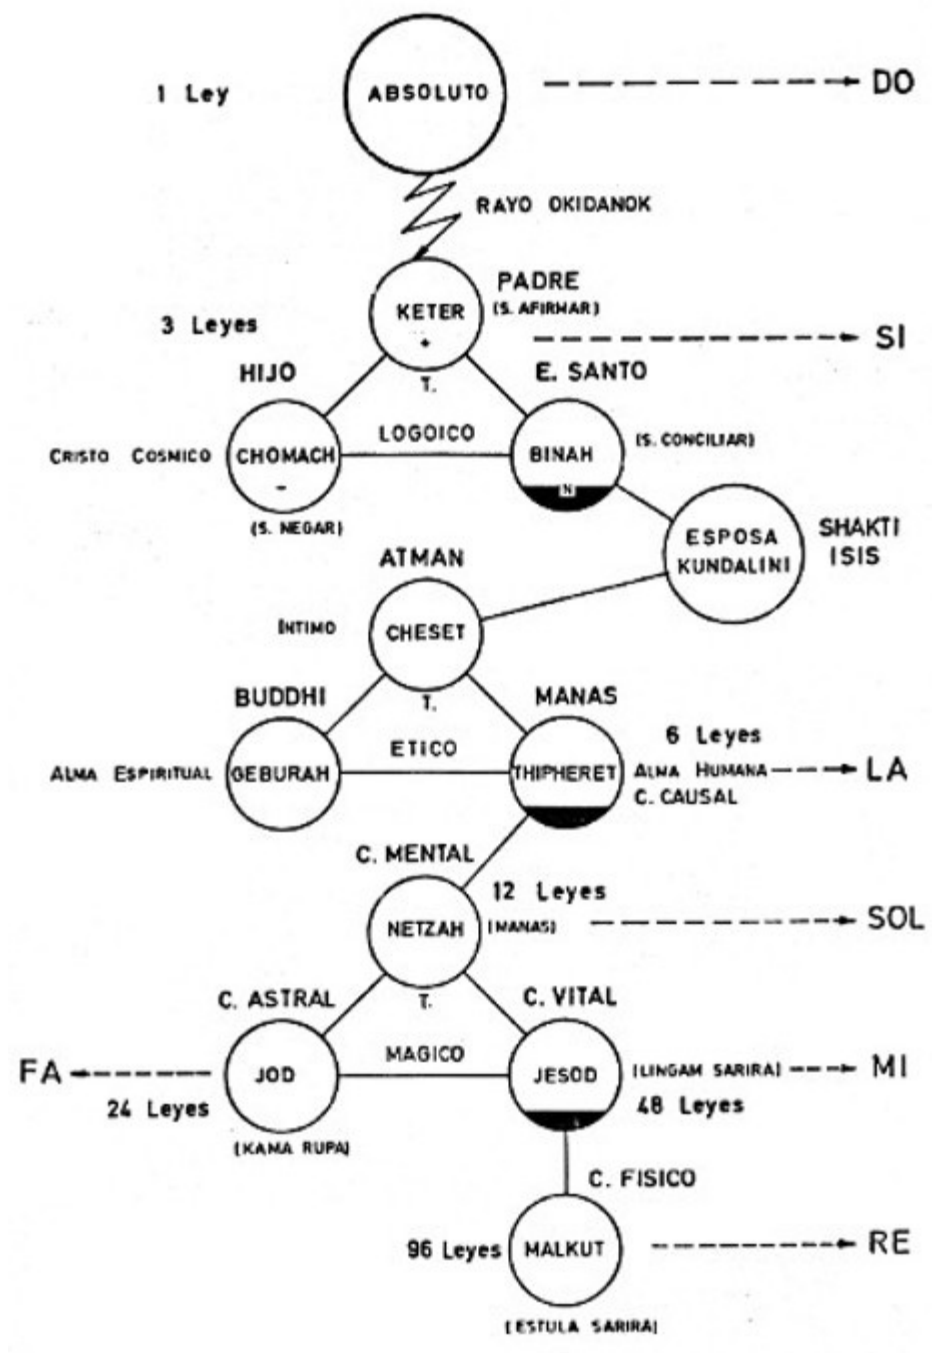 ABSOLUTO
1 Ley
DO
RAYO OKIDANOK
PADRE
(S. AFIRMAR)
KETER
+
3 Leyes
SI
T.
HIJO
E. SANTO
LOGOICO
CRISTO COSMICO
CHOMACH
-
(S. NEGAR)
BINAH
N
(S. CONCILIAR)
ESPOSA
KUNDALINI
SHAKTI
ISIS
ATMAN
INTIMO
CHESET
T.
BUDDHI
MANAS
ETICO
6 Leyes
ALMA ESPIRITUAL
GEBURAH
THIPHERET
ALMA HUMANA
C. CAUSAL
LA
C. MENTAL
12 Leyes
NETZAH
(MANAS)
SOL
T.
C. ASTRAL
C. VITAL
MAGICO
FA
JOD
JESOD
(LINGAM SARIRA)
MI
24 Leyes
48 Leyes
(KAMA RUPA)
C. FISICO
96 Leyes
MALKUT
RE
(ESTULA SARIRA)